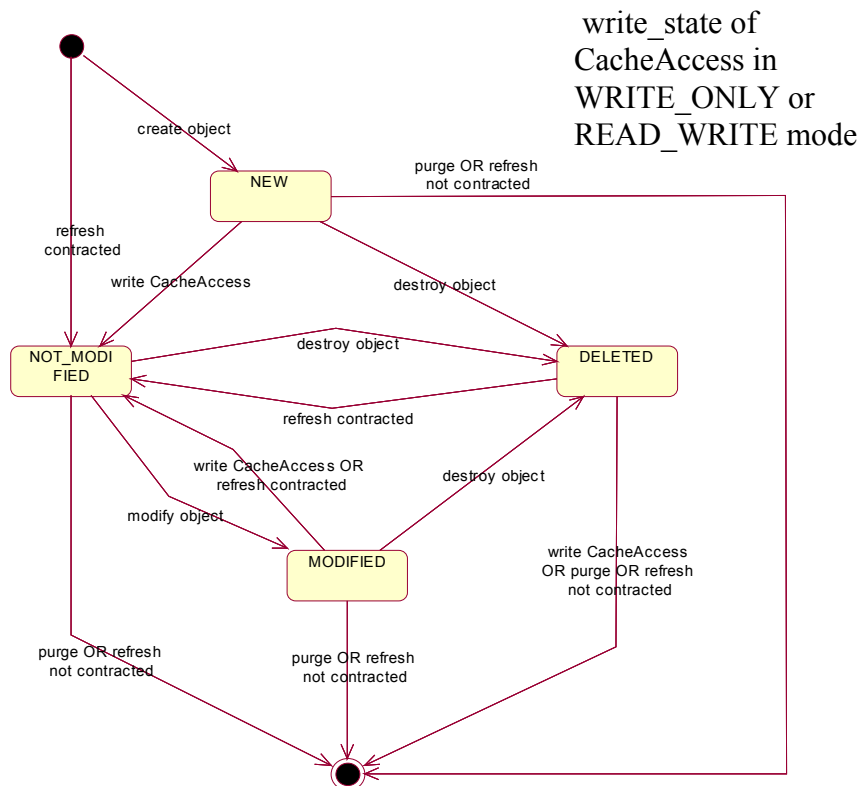 write_state of
CacheAccess in
WRITE_ONLY or
READ_WRITE mode
create object
purge OR refresh
not contracted
NEW
refresh
contracted
write CacheAccess
destroy object
destroy object
NOT_MODI
FIED
DELETED
refresh contracted
write CacheAccess OR
refresh contracted
destroy object
modify object
MODIFIED
write CacheAccess
OR purge OR refresh
not contracted
purge OR refresh
not contracted
purge OR refresh
not contracted